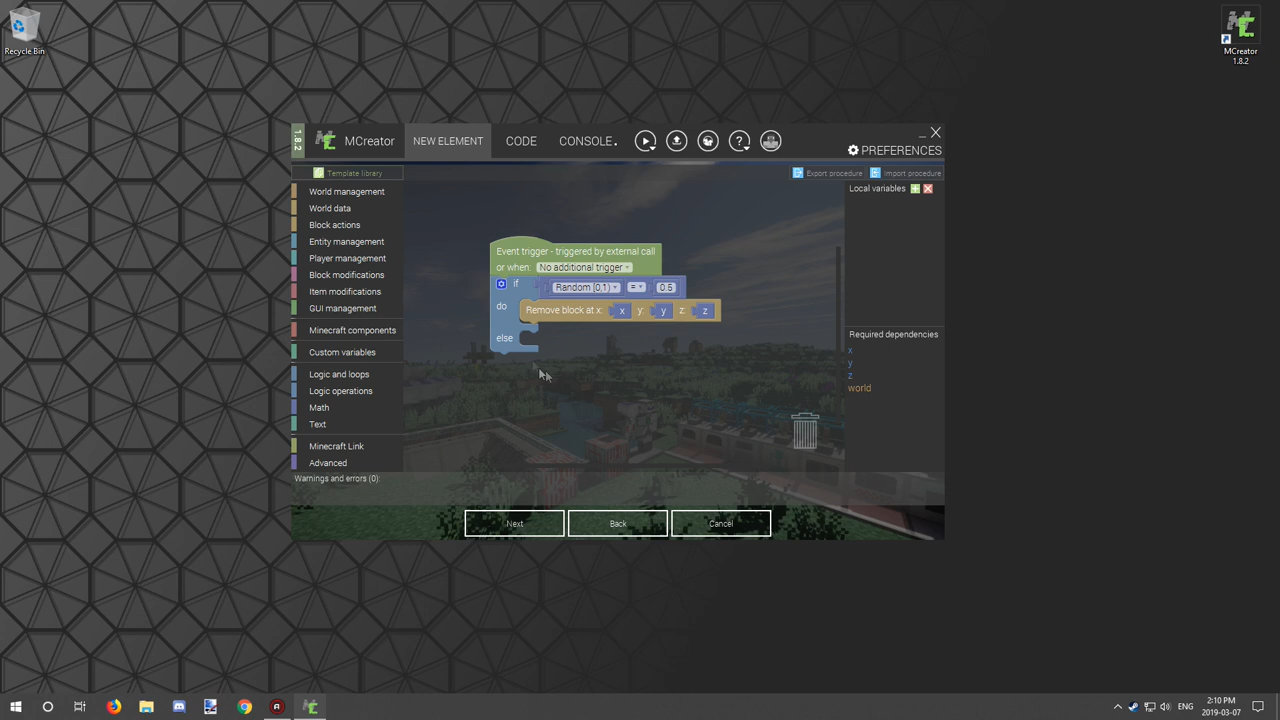 Recycle Bin
MCreator
1.8.2
1.8.2
MCreator
NEW ELEMENT
CODE
CONSOLE
PREFERENCES
Template library
Export procedure
Import procedure
World management
World data
Block actions
Entity management
Player management
Block modifications
Item modifications
GUI management
Minecraft components
Custom variables
Logic and loops
Logic operations
Math
Text
Minecraft Link
Advanced
Event trigger - triggered by external call
or when: No additional trigger
if Random [0,1) = 0.5
do Remove block at x: x y: y z: z
else
Local variables
Required dependencies
x
y
z
world
Warnings and errors (0):
Next
Back
Cancel
ENG
2:10 PM
2019-03-07